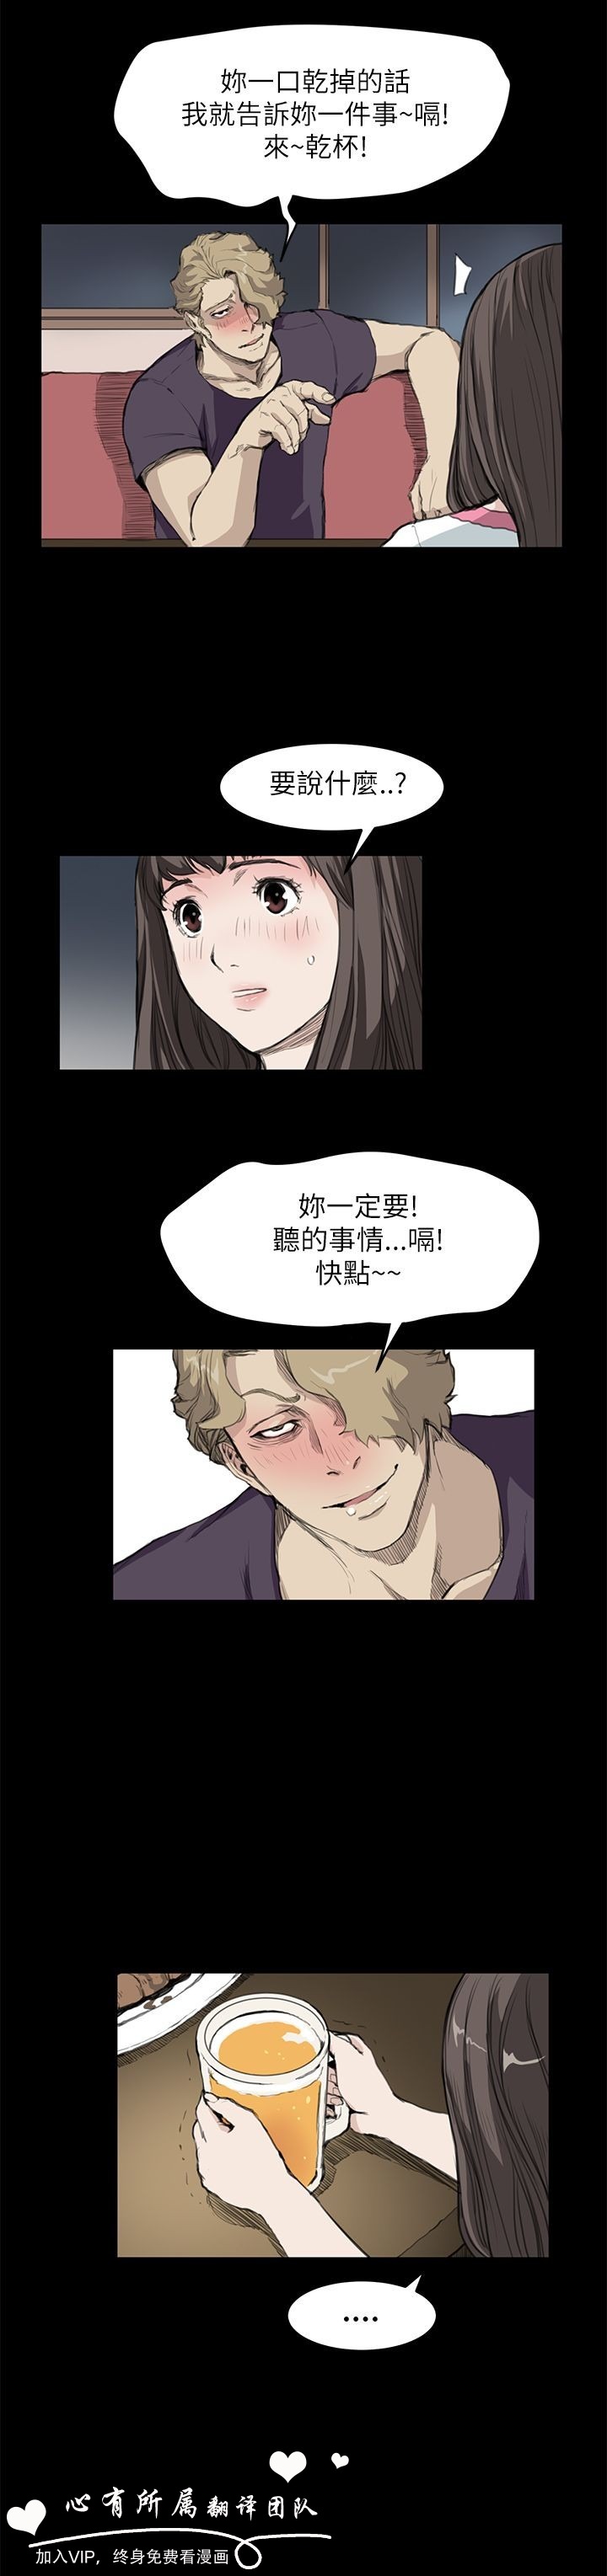 妳一口乾掉的話
我就告訴妳一件事~嗝!
來~乾杯!
要說什麼..?
妳一定要!
聽的事情...嗝!
快點~~
....
心有所属翻译团队
加入VIP，终身免费看漫画